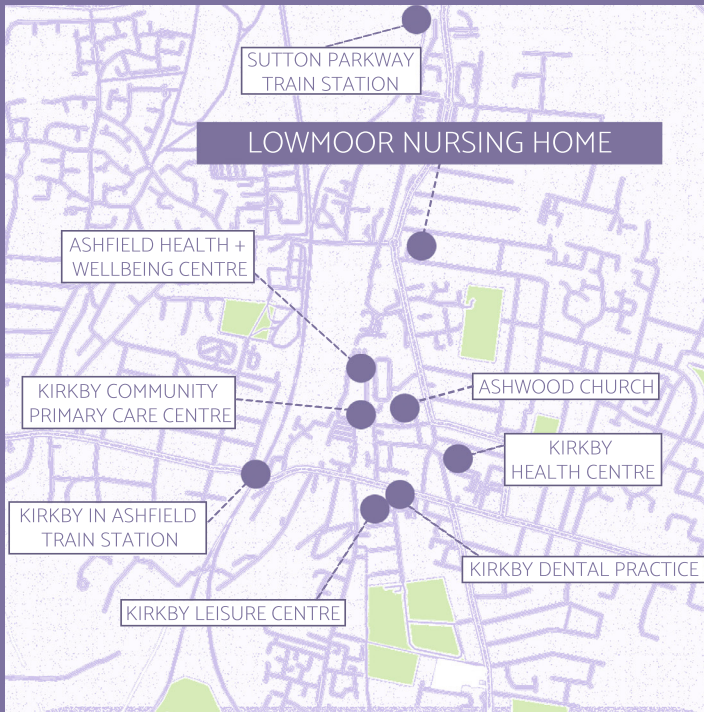 SUTTON PARKWAY
TRAIN STATION
LOWMOOR NURSING HOME
ASHFIELD HEALTH +
WELLBEING CENTRE
KIRKBY COMMUNITY
PRIMARY CARE CENTRE
ASHWOOD CHURCH
KIRKBY
HEALTH CENTRE
KIRKBY IN ASHFIELD
TRAIN STATION
KIRKBY DENTAL PRACTICE
KIRKBY LEISURE CENTRE